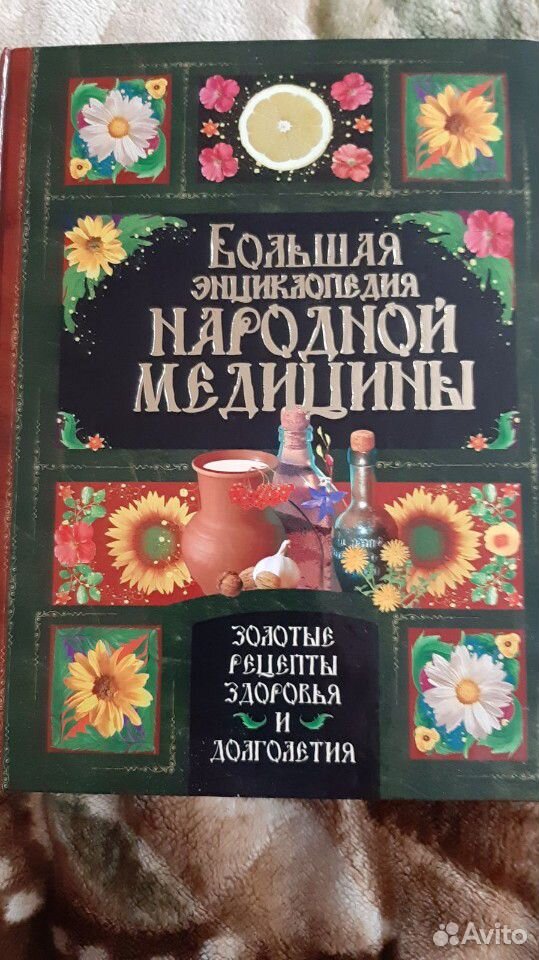 Большая
энциклопедия
народной
медицины
золотые
рецепты
здоровья
и
долголетия
Avito